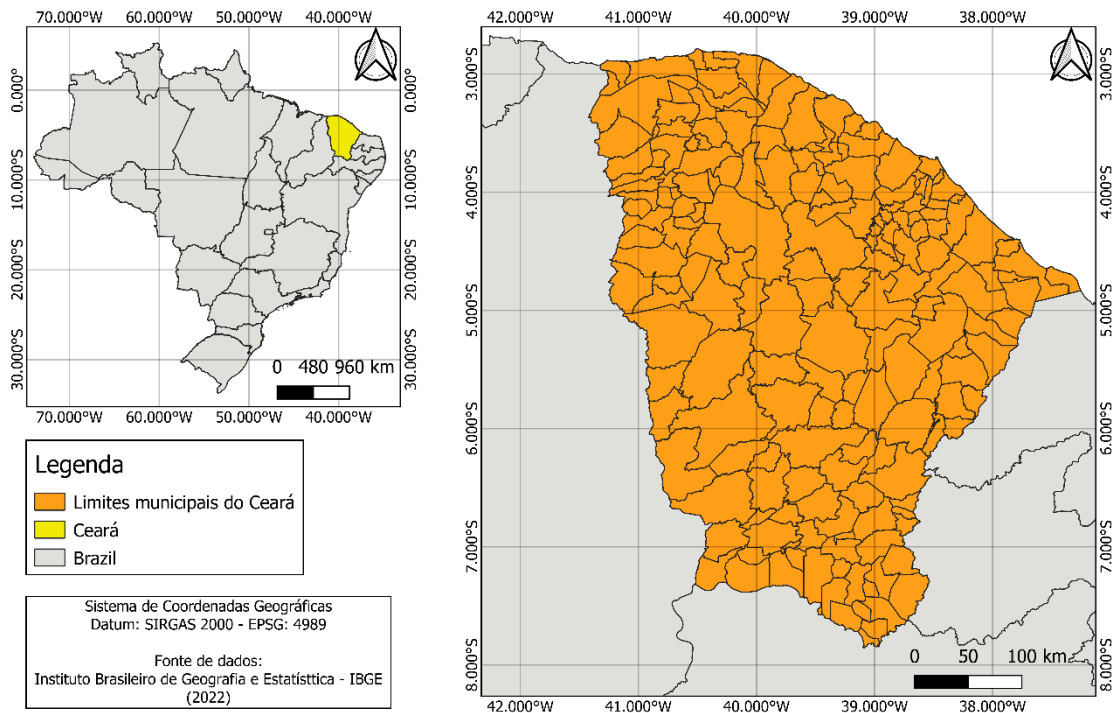 70.000°W 60.000°W 50.000°W 40.000°W
0.000°
10.000°S
20.000°S
30.000°S
0.000°
10.000°S
20.000°S
30.000°S
0 480 960 km
70.000°W 60.000°W 50.000°W 40.000°W
42.000°W 41.000°W 40.000°W 39.000°W 38.000°W
3.000°S
4.000°S
5.000°S
6.000°S
7.000°S
8.000°S
3.000°S
4.000°S
5.000°S
6.000°S
7.000°S
8.000°S
0 50 100 km
42.000°W 41.000°W 40.000°W 39.000°W 38.000°W
Legenda
Limites municipais do Ceará
Ceará
Brazil
Sistema de Coordenadas Geográficas
Datum: SIRGAS 2000 - EPSG: 4989
Fonte de dados:
Instituto Brasileiro de Geografia e Estatísttica - IBGE
(2022)